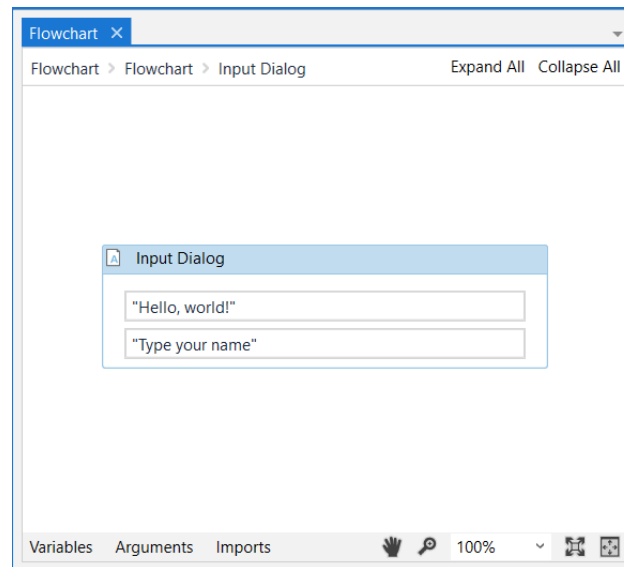 Flowchart
Flowchart > Flowchart > Input Dialog Expand All Collapse All
Input Dialog
"Hello, world!"
"Type your name"
Variables Arguments Imports 100%